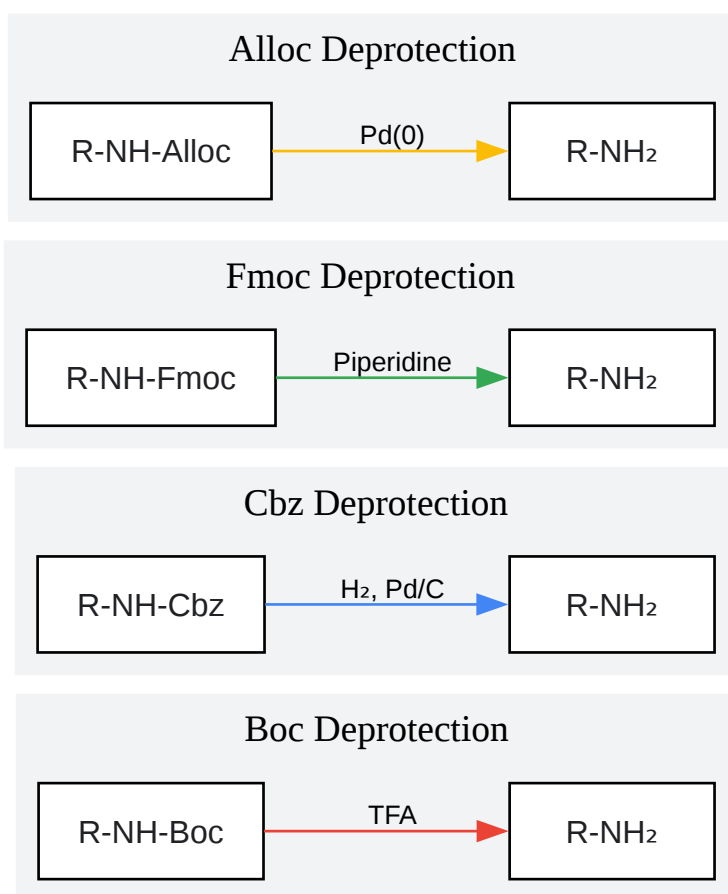 Alloc Deprotection
R-NH-Alloc
Pd(0)
R-NH₂
Fmoc Deprotection
R-NH-Fmoc
Piperidine
R-NH₂
Cbz Deprotection
R-NH-Cbz
H₂, Pd/C
R-NH₂
Boc Deprotection
R-NH-Boc
TFA
R-NH₂